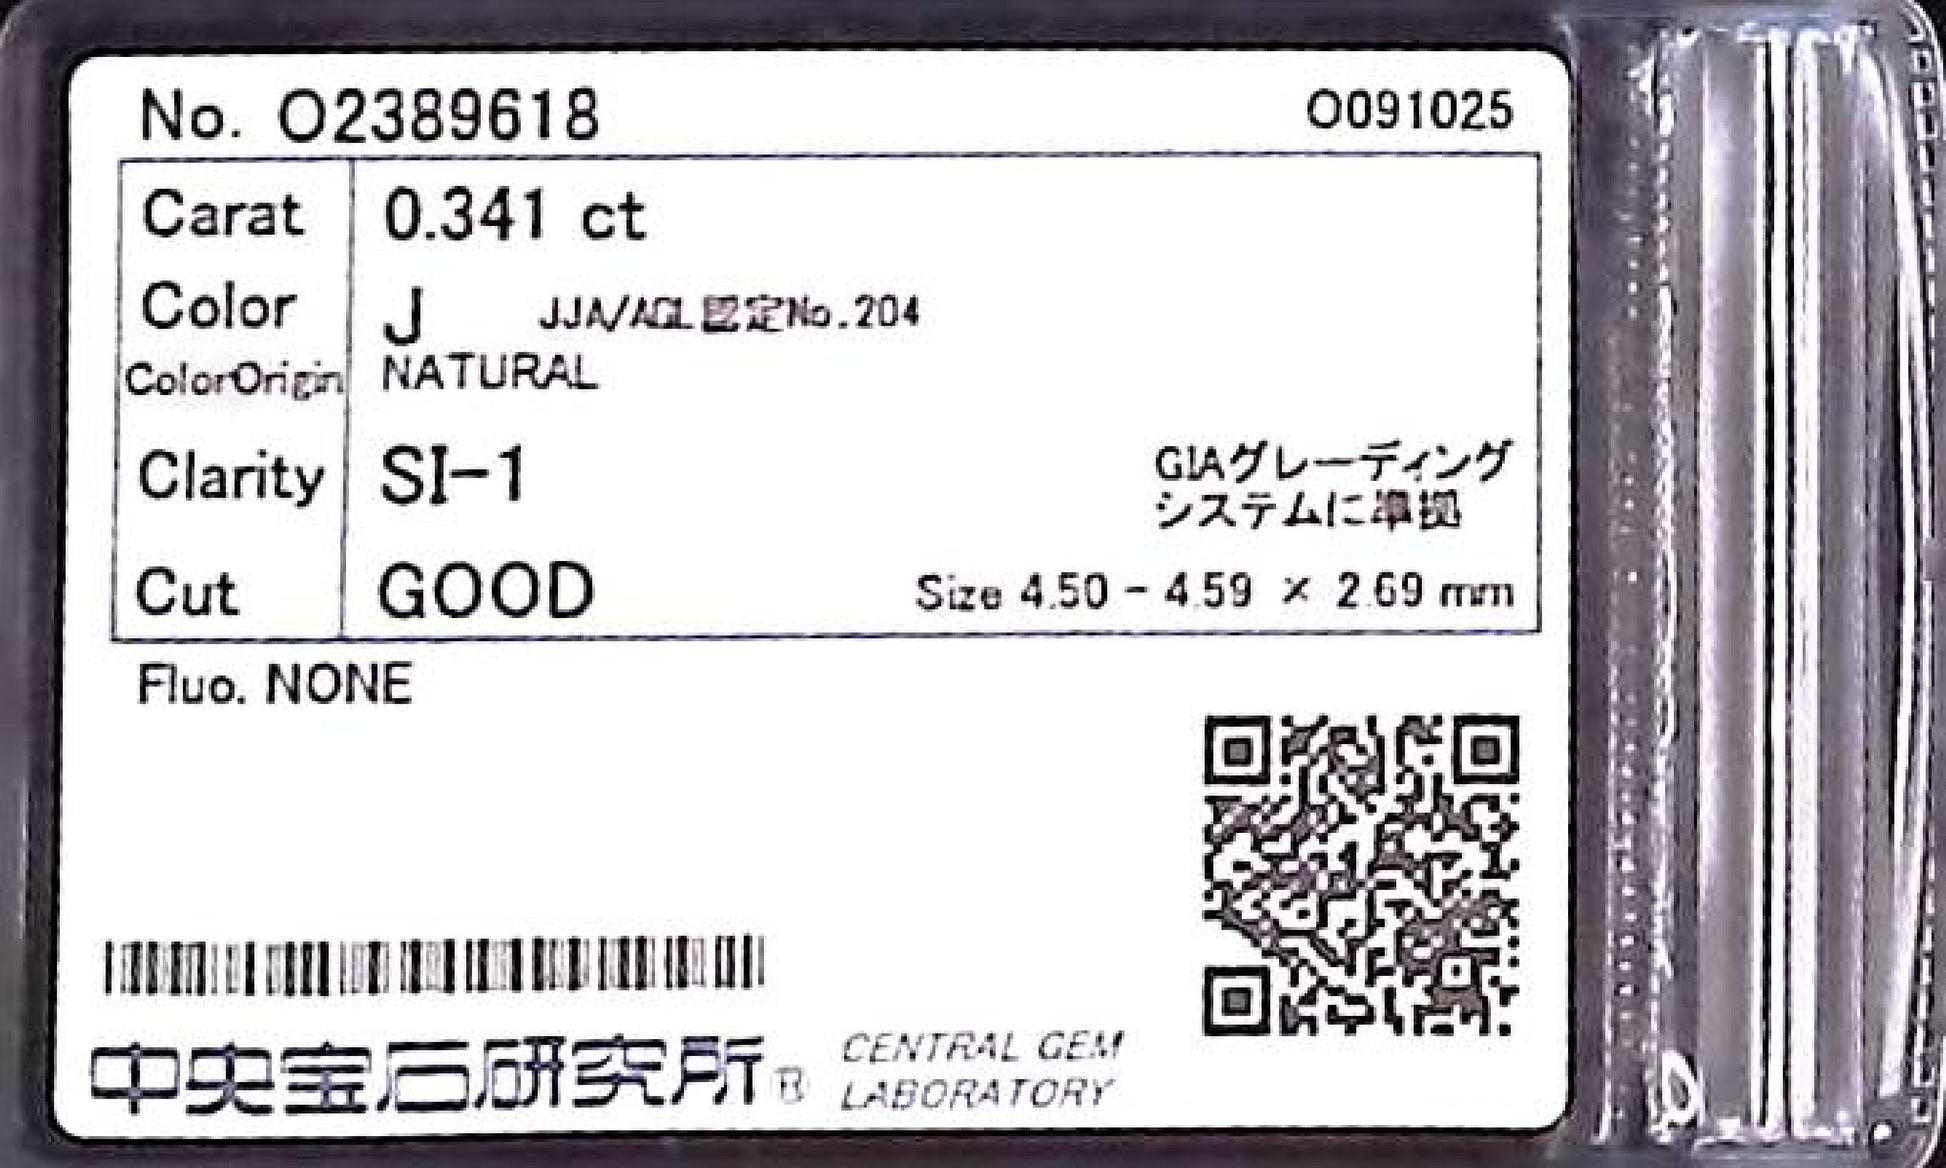 No. O2389618 O091025
Carat 0.341 ct
Color J JJA/AGL認定No.204
ColorOrigin NATURAL
Clarity SI-1 GIAグレーディング
システムに準拠
Cut GOOD Size 4.50 - 4.59 × 2.69 mm
Fluo. NONE
中央宝石研究所® CENTRAL GEM
LABORATORY